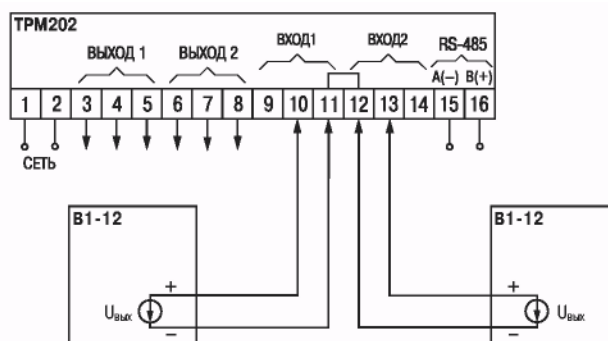 ТРМ202
ВЫХОД 1 ВЫХОД 2 ВХОД1 ВХОД2 RS-485
А(–) В(+)
1 2 3 4 5 6 7 8 9 10 11 12 13 14 15 16
СЕТЬ
В1-12 В1-12
+ +
Uвых Uвых
– –